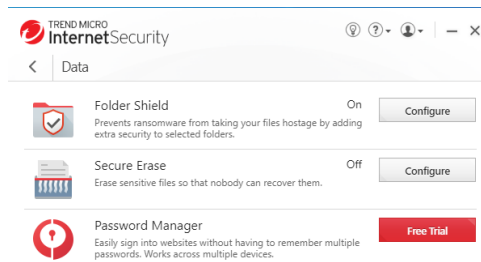 TREND MICRO
InternetSecurity
Data
Folder Shield
On
Configure
Prevents ransomware from taking your files hostage by adding
extra security to selected folders.
Secure Erase
Off
Configure
Erase sensitive files so that nobody can recover them.
Password Manager
Free Trial
Easily sign into websites without having to remember multiple
passwords. Works across multiple devices.